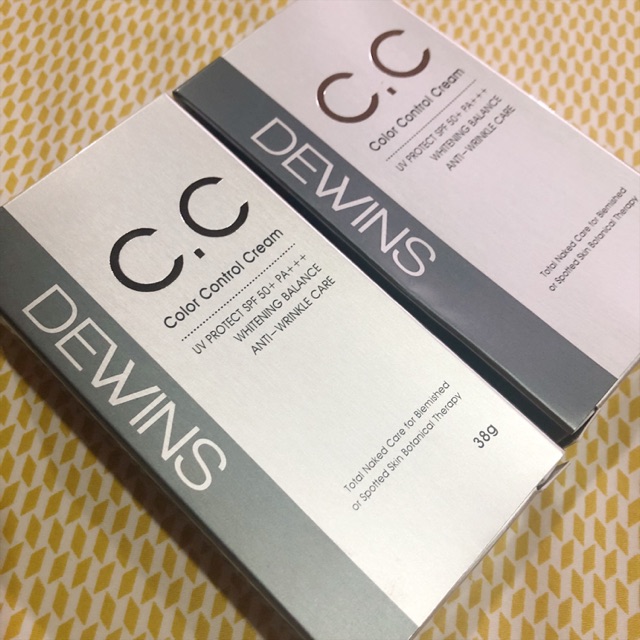 C.C
Color Control Cream
UV PROTECT SPF 50+ PA+++
WHITENING BALANCE
ANTI-WRINKLE CARE
DEWINS
Total Naked Care for Blemished
or Spotted Skin Botanical Therapy
38g
C.C
Color Control Cream
UV PROTECT SPF 50+ PA+++
WHITENING BALANCE
ANTI-WRINKLE CARE
DEWINS
Total Naked Care for Blemished
or Spotted Skin Botanical Therapy